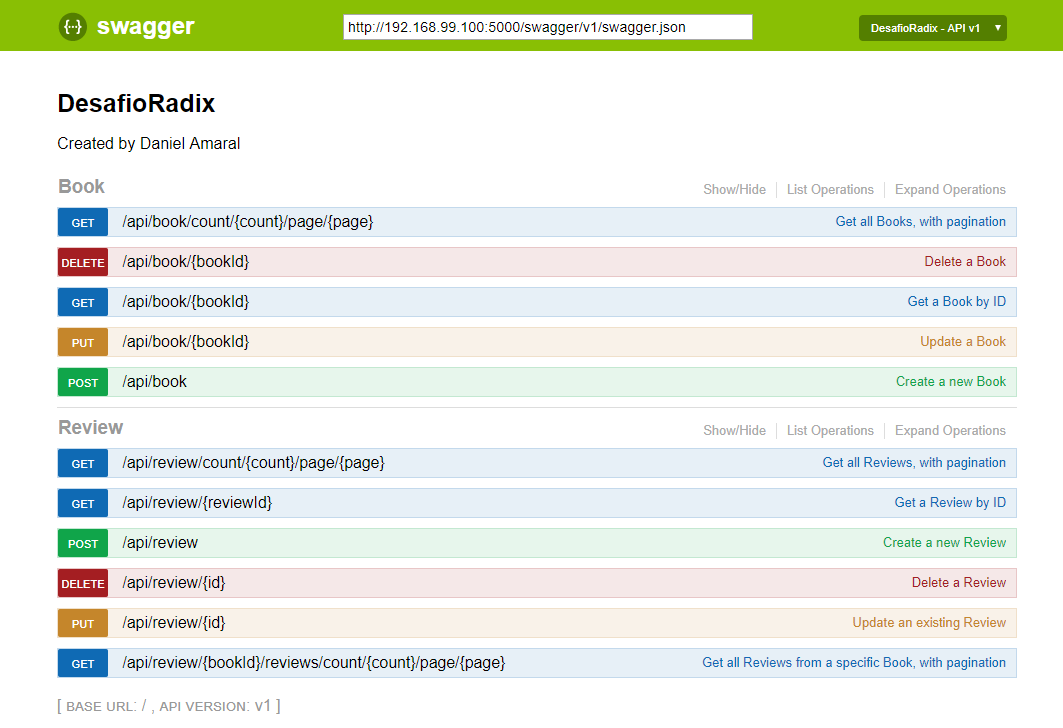 {··} swagger http://192.168.99.100:5000/swagger/v1/swagger.json DesafioRadix - API v1
DesafioRadix
Created by Daniel Amaral
Book Show/Hide List Operations Expand Operations
GET /api/book/count/{count}/page/{page} Get all Books, with pagination
DELETE /api/book/{bookId} Delete a Book
GET /api/book/{bookId} Get a Book by ID
PUT /api/book/{bookId} Update a Book
POST /api/book Create a new Book
Review Show/Hide List Operations Expand Operations
GET /api/review/count/{count}/page/{page} Get all Reviews, with pagination
GET /api/review/{reviewId} Get a Review by ID
POST /api/review Create a new Review
DELETE /api/review/{id} Delete a Review
PUT /api/review/{id} Update an existing Review
GET /api/review/{bookId}/reviews/count/{count}/page/{page} Get all Reviews from a specific Book, with pagination
[ BASE URL: / , API VERSION: V1 ]